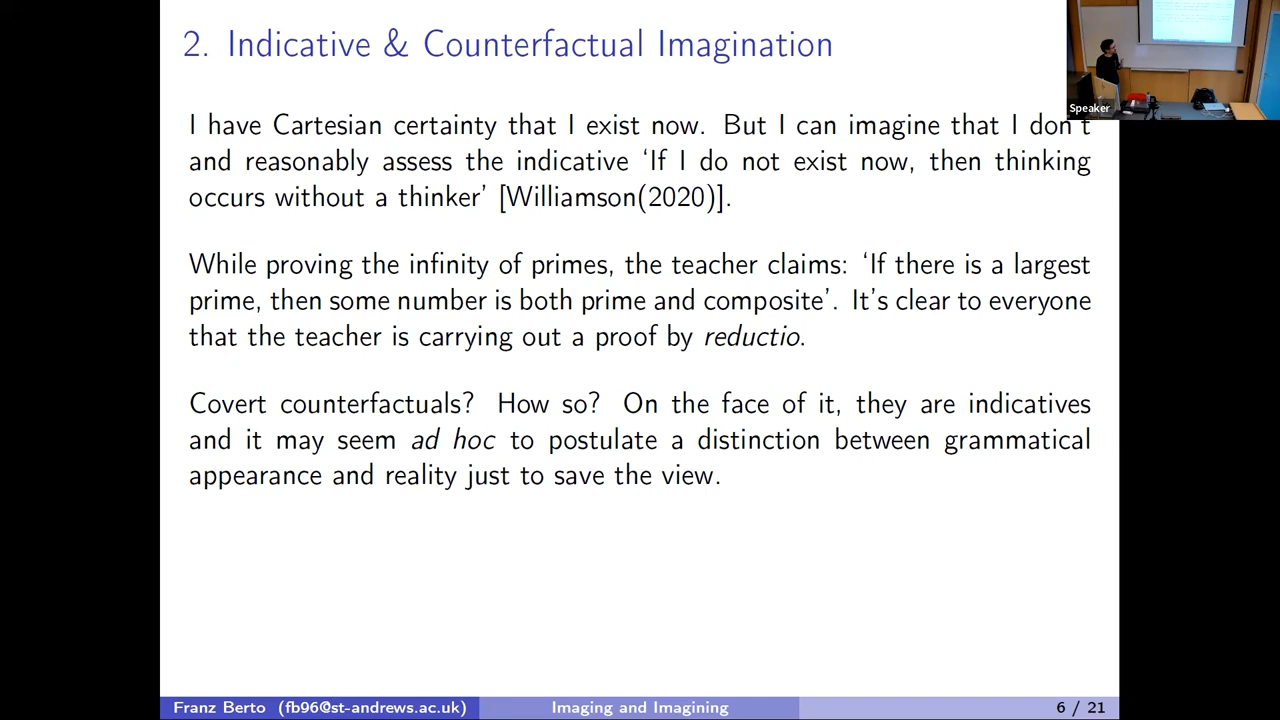 2. Indicative & Counterfactual Imagination
Speaker
I have Cartesian certainty that I exist now. But I can imagine that I don't
and reasonably assess the indicative ‘If I do not exist now, then thinking
occurs without a thinker’ [Williamson(2020)].
While proving the infinity of primes, the teacher claims: ‘If there is a largest
prime, then some number is both prime and composite’. It's clear to everyone
that the teacher is carrying out a proof by reductio.
Covert counterfactuals? How so? On the face of it, they are indicatives
and it may seem ad hoc to postulate a distinction between grammatical
appearance and reality just to save the view.
Franz Berto (fb96@st-andrews.ac.uk) Imaging and Imagining 6 / 21